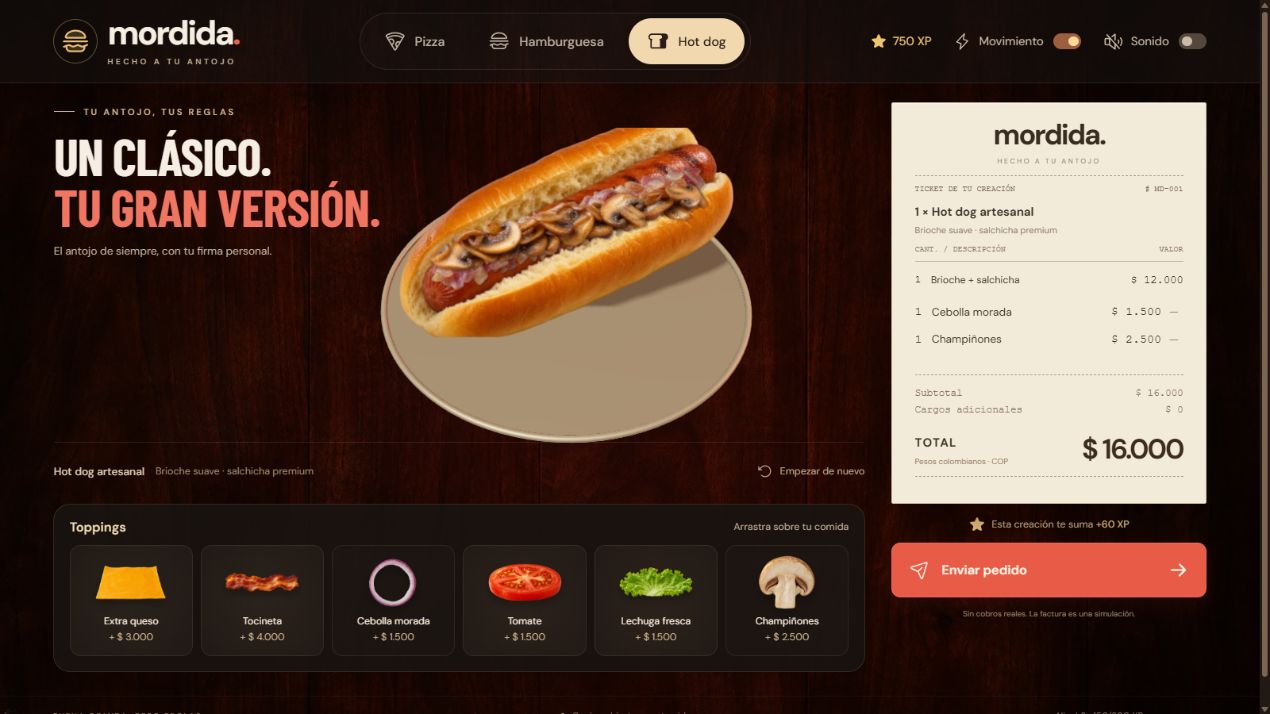 mordida.
HECHO A TU ANTOJO
Pizza
Hamburguesa
Hot dog
750 XP
Movimiento
Sonido
TU ANTOJO, TUS REGLAS
UN CLÁSICO.
TU GRAN VERSIÓN.
El antojo de siempre, con tu firma personal.
mordida.
HECHO A TU ANTOJO
TICKET DE TU CREACIÓN # MD-001
1 × Hot dog artesanal
Brioche suave · salchicha premium
CANT. / DESCRIPCIÓN VALOR
1 Brioche + salchicha $ 12.000
1 Cebolla morada $ 1.500 —
1 Champiñones $ 2.500 —
Subtotal $ 16.000
Cargos adicionales $ 0
TOTAL $ 16.000
Pesos colombianos · COP
Esta creación te suma +60 XP
Enviar pedido
Sin cobros reales. La factura es una simulación.
Hot dog artesanal Brioche suave · salchicha premium
Empezar de nuevo
Toppings
Arrastra sobre tu comida
Extra queso
+ $ 3.000
Tocineta
+ $ 4.000
Cebolla morada
+ $ 1.500
Tomate
+ $ 1.500
Lechuga fresca
+ $ 1.500
Champiñones
+ $ 2.500